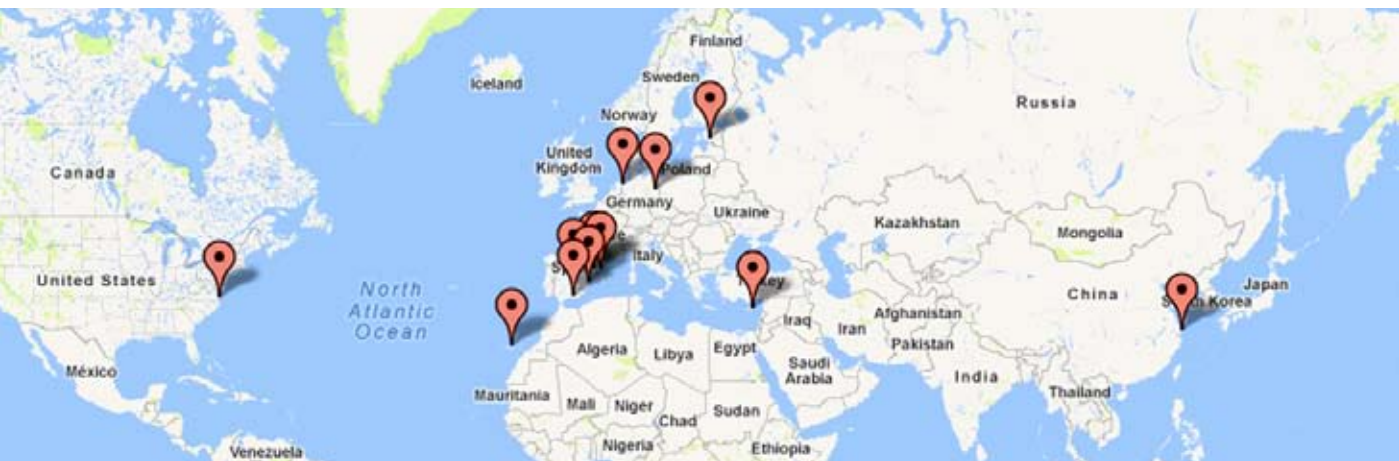 Finland
Sweden
Iceland
Norway
Russia
United
Kingdom
Poland
Canada
Germany
Ukraine
Kazakhstan
Mongolia
Italy
United States
North
Atlantic
Ocean
China
Japan
Korea
Afghanistan
Iraq
Iran
Pakistan
Algeria
Libya
Egypt
Saudi
Arabia
México
India
Thailand
Mauritania
Mali
Niger
Chad
Sudan
Nigeria
Ethiopia
Venezuela